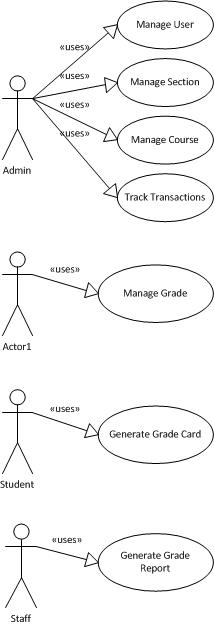 Manage User
«uses»
Manage Section
«uses»
«uses»
Manage Course
«uses»
Admin
Track Transactions
«uses»
Manage Grade
Actor1
«uses»
Generate Grade Card
Student
«uses»
Generate Grade
Report
Staff